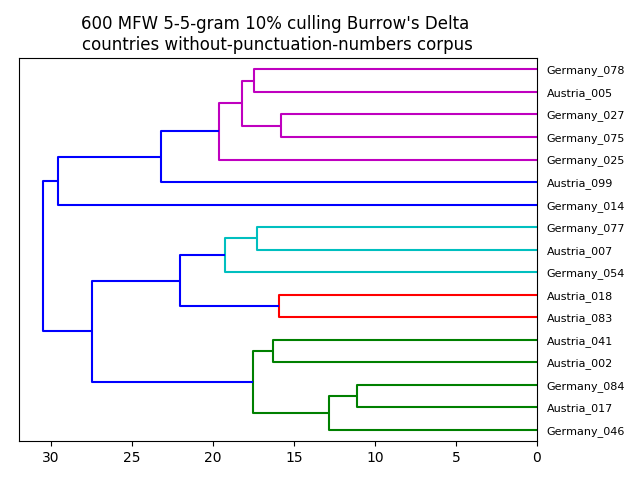 600 MFW 5-5-gram 10% culling Burrow's Delta
countries without-punctuation-numbers corpus
Germany_078
Austria_005
Germany_027
Germany_075
Germany_025
Austria_099
Germany_014
Germany_077
Austria_007
Germany_054
Austria_018
Austria_083
Austria_041
Austria_002
Germany_084
Austria_017
Germany_046
30 25 20 15 10 5 0